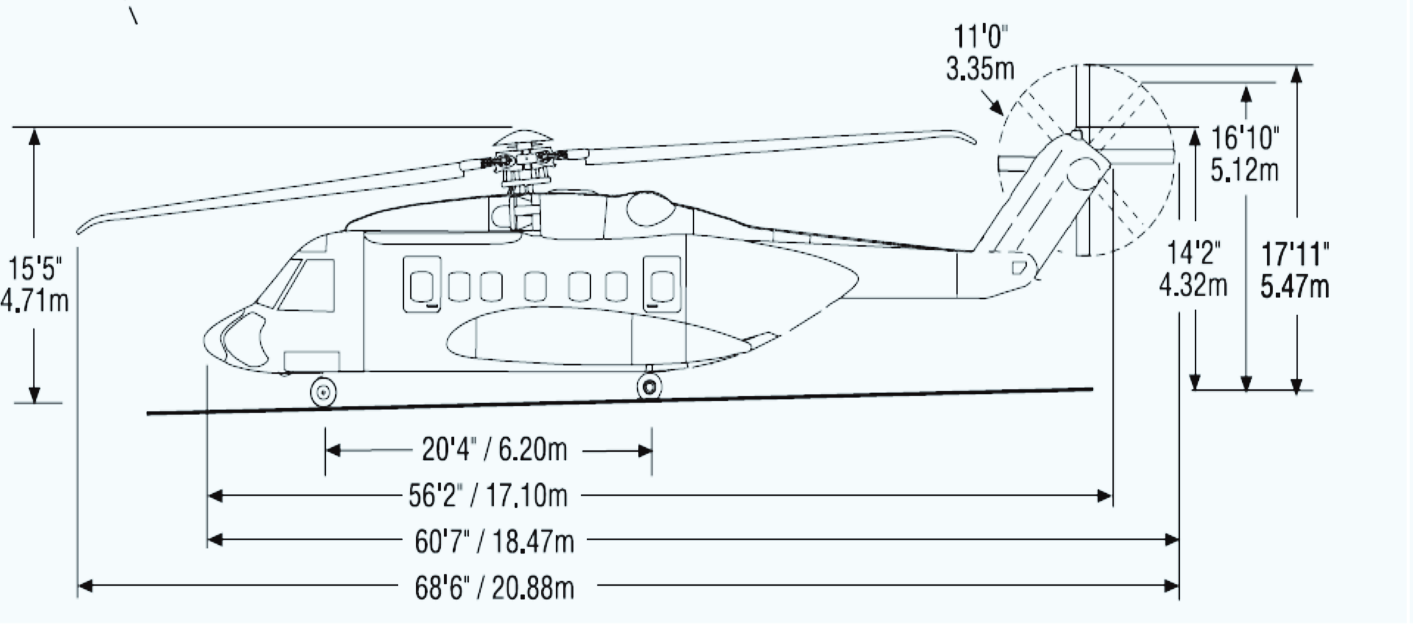 \
11'0"
3.35m
16'10"
5.12m
15'5"
4.71m
14'2"
4.32m
17'11"
5.47m
20'4" / 6.20m
56'2" / 17.10m
60'7" / 18.47m
68'6" / 20.88m